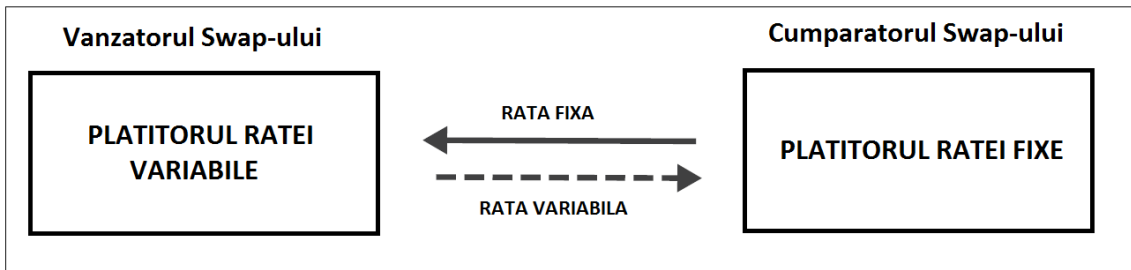 Vanzatorul Swap-ului
Cumparatorul Swap-ului
PLATITORUL RATEI
VARIABILE
RATA FIXA
RATA VARIABILA
PLATITORUL RATEI FIXE